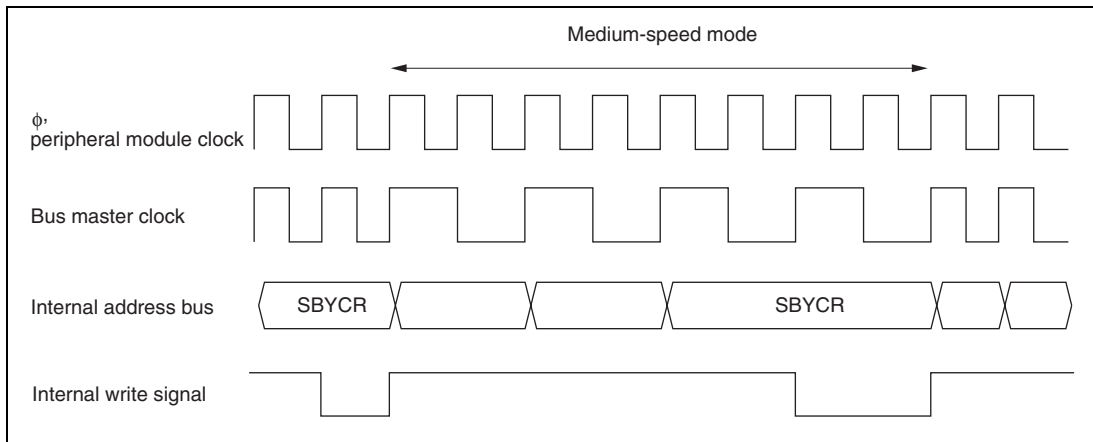 Medium-speed mode
ϕ,
peripheral module clock
Bus master clock
Internal address bus
SBYCR
SBYCR
Internal write signal